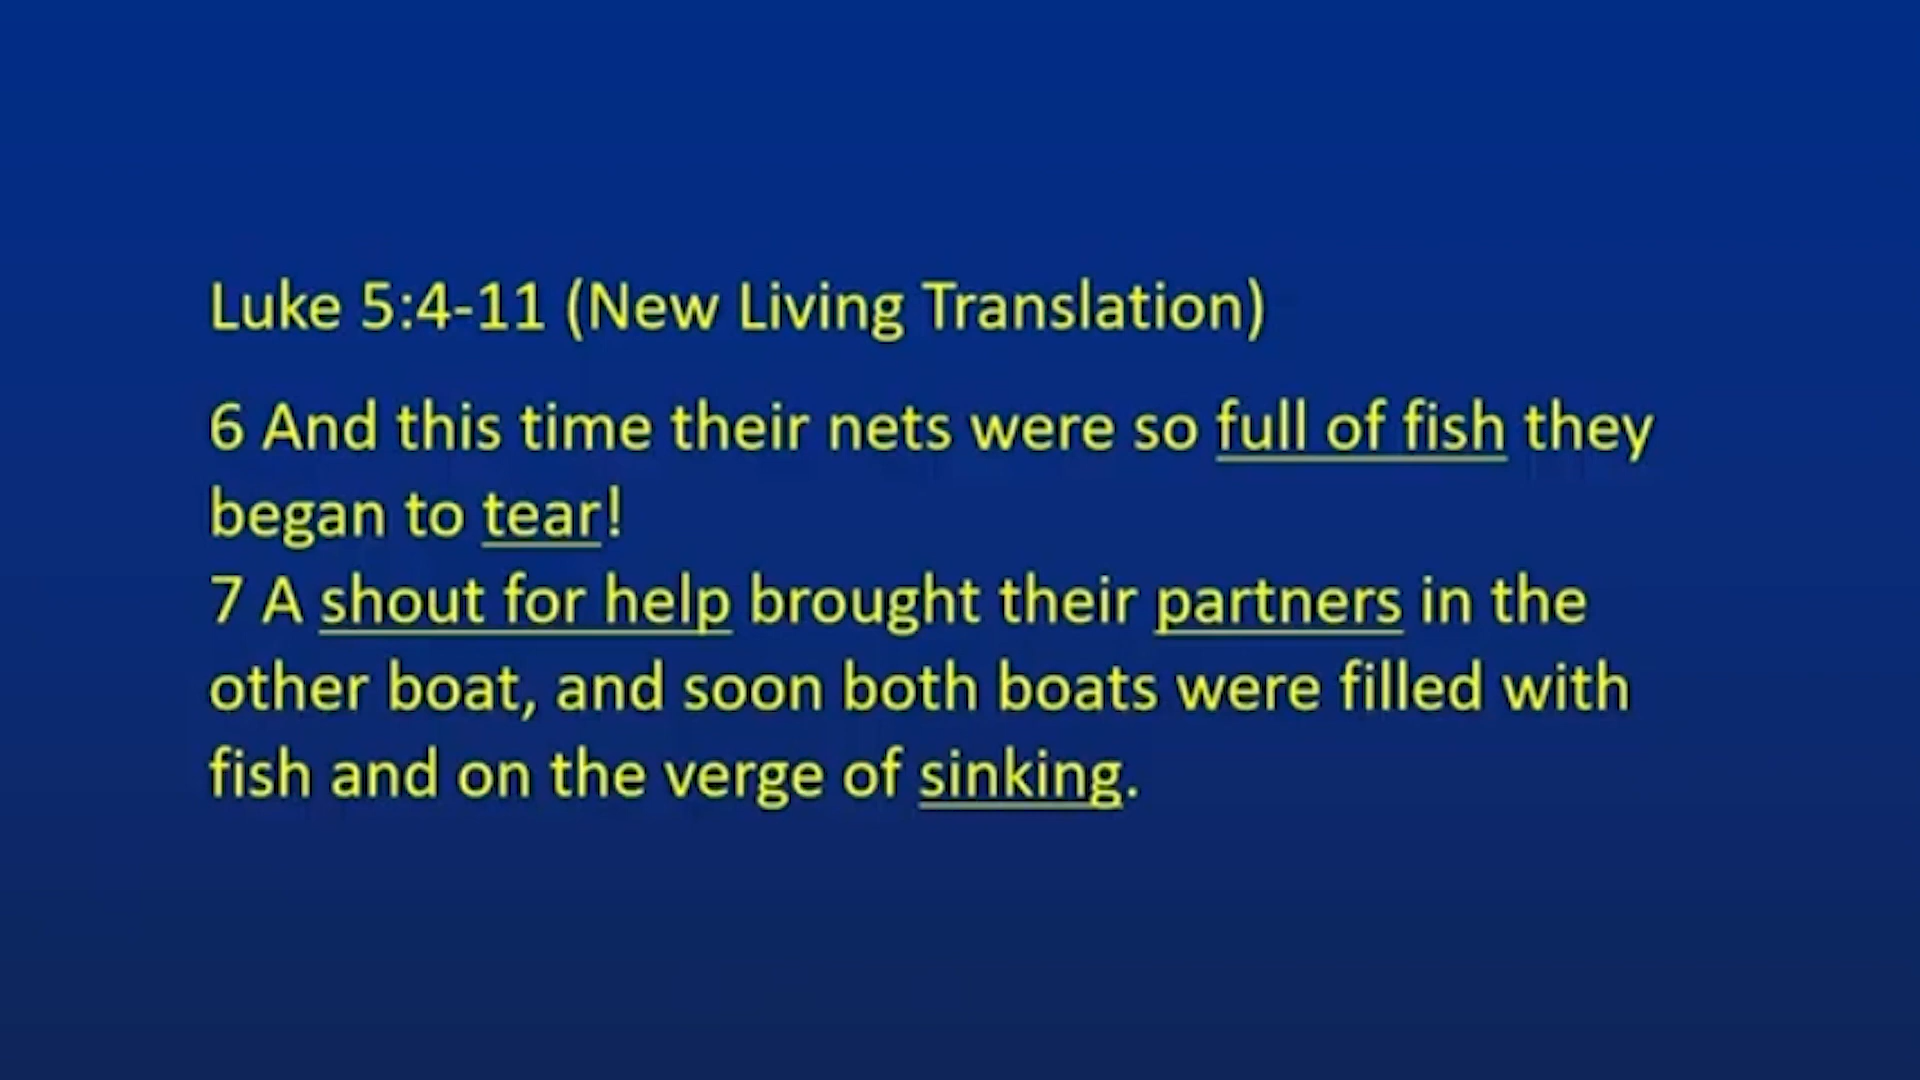 Luke 5:4-11 (New Living Translation)
6 And this time their nets were so full of fish they
began to tear!
7 A shout for help brought their partners in the
other boat, and soon both boats were filled with
fish and on the verge of sinking.